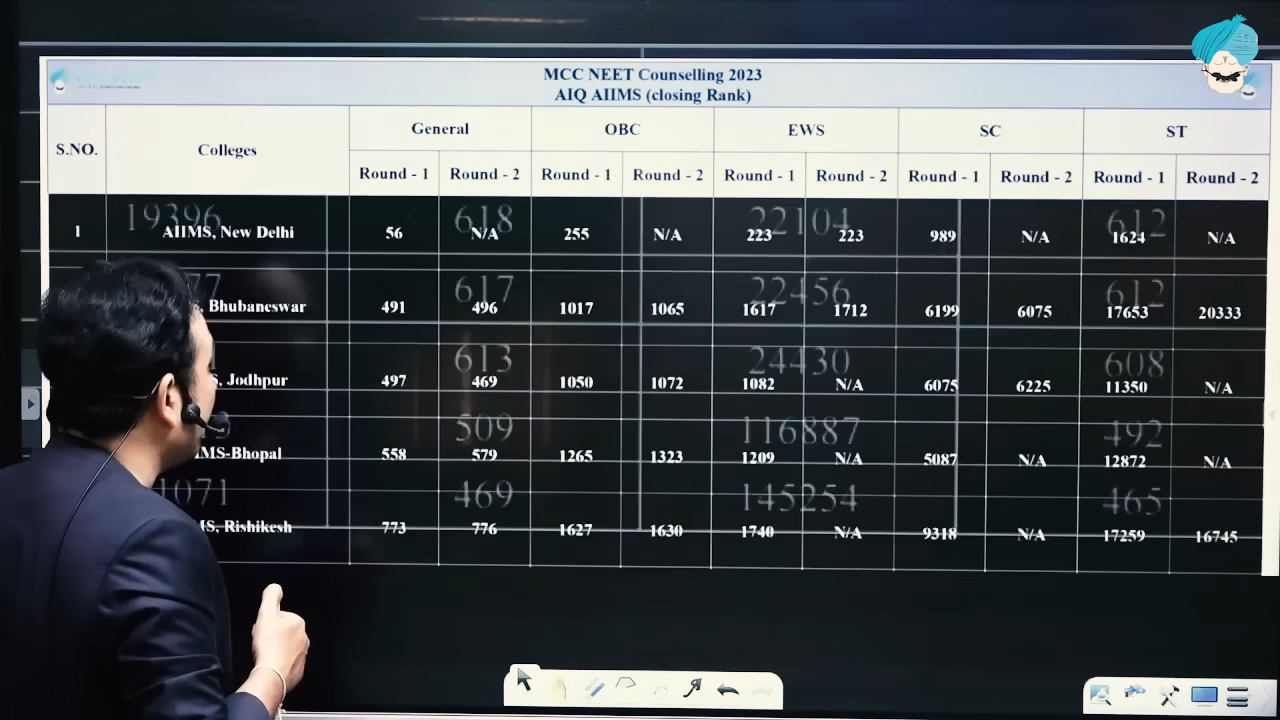 MCC NEET Counselling 2023
AIQ AIIMS (closing Rank)
S.NO. Colleges General OBC EWS SC ST
Round - 1 Round - 2 Round - 1 Round - 2 Round - 1 Round - 2 Round - 1 Round - 2 Round - 1 Round - 2
19396 618 22104 612
1 AIIMS, New Delhi 56 N/A 255 N/A 223 223 989 N/A 1624 N/A
617 22456 612
Bhubaneswar 491 496 1017 1065 1617 1712 6199 6075 17653 20333
613 24430 608
Jodhpur 497 469 1050 1072 1082 N/A 6075 6225 11350 N/A
509 116887 492
IMS-Bhopal 558 579 1265 1323 1209 N/A 5087 N/A 12872 N/A
1071 469 145254 465
MS, Rishikesh 773 776 1627 1630 1740 N/A 9318 N/A 17259 16745